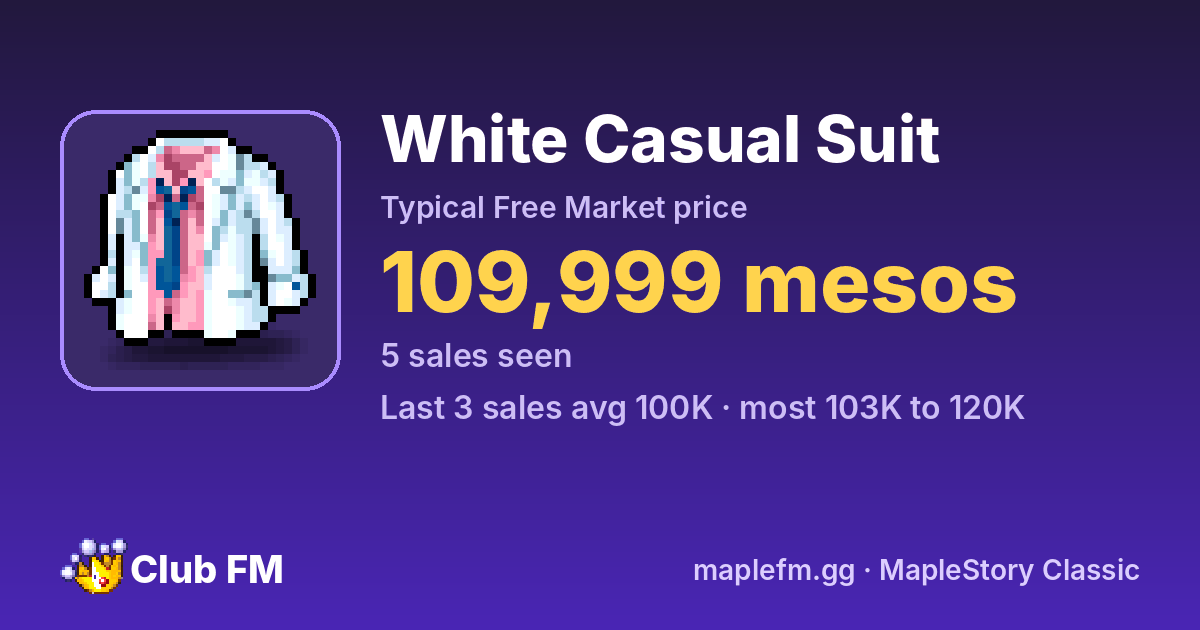 White Casual Suit
Typical Free Market price
109,999 mesos
5 sales seen
Last 3 sales avg 100K · most 103K to 120K
Club FM
maplefm.gg · MapleStory Classic